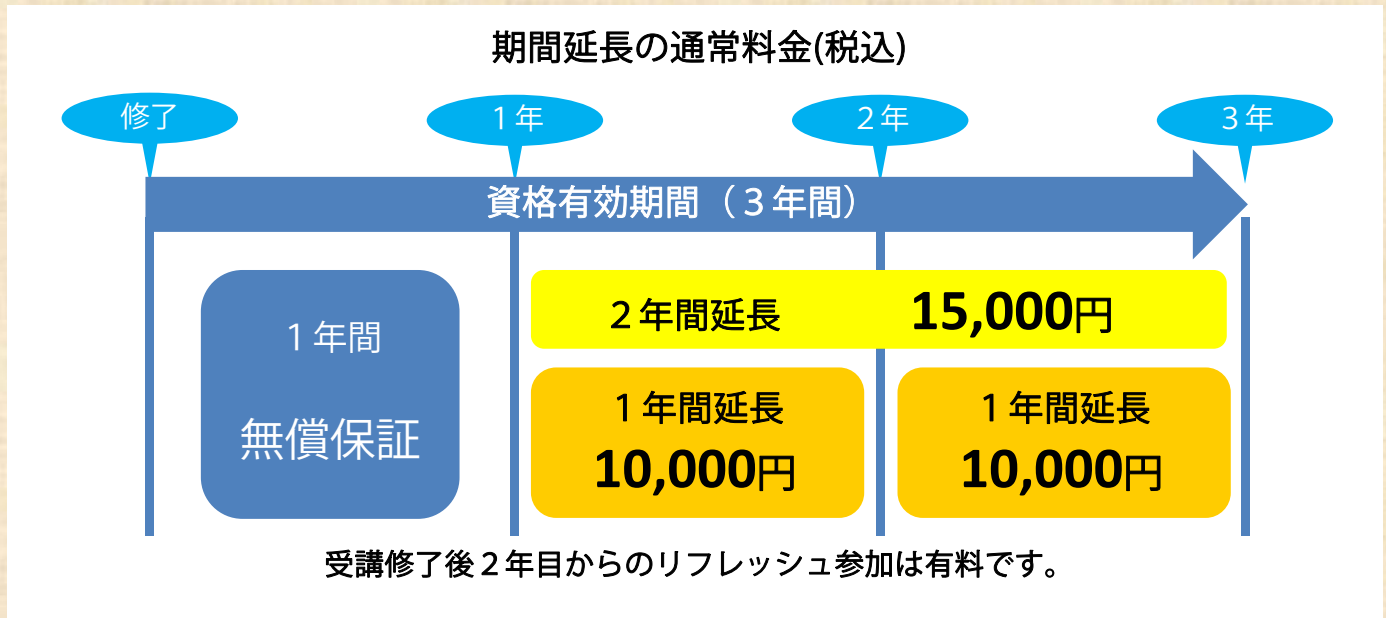 期間延長の通常料金(税込)
修了
1年
2年
3年
資格有効期間（３年間）
1年間
無償保証
2年間延長 15,000円
1年間延長
10,000円
1年間延長
10,000円
受講修了後2年目からのリフレッシュ参加は有料です。